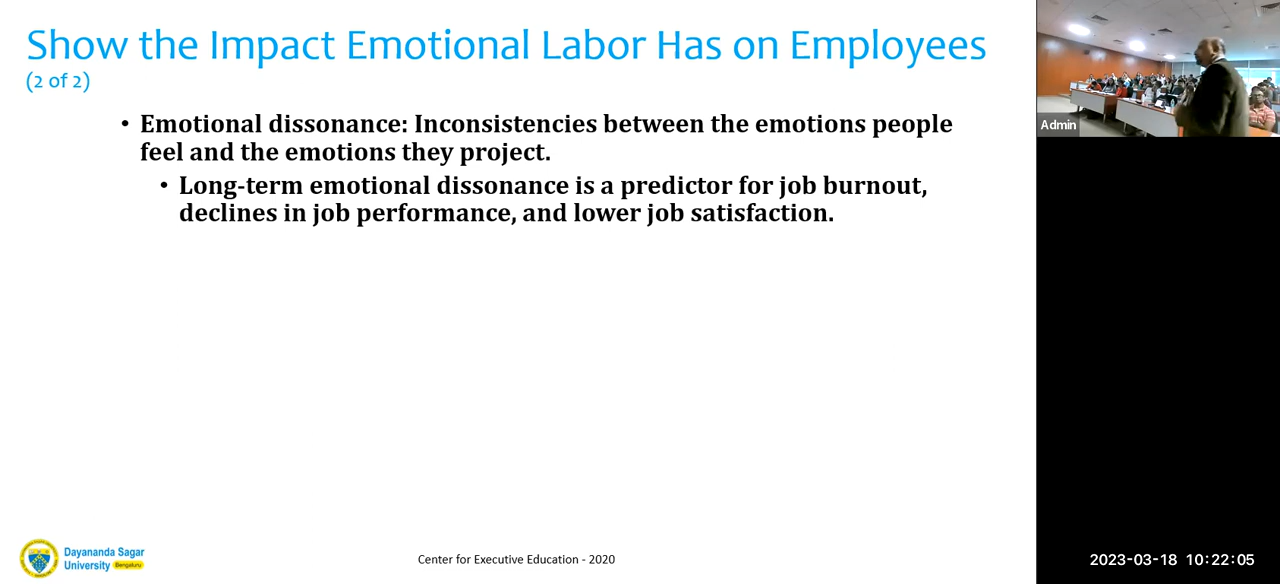 Show the Impact Emotional Labor Has on Employees
(2 of 2)
• Emotional dissonance: Inconsistencies between the emotions people
feel and the emotions they project.
• Long-term emotional dissonance is a predictor for job burnout,
declines in job performance, and lower job satisfaction.
Admin
Dayananda Sagar
University Bengaluru
Center for Executive Education - 2020
2023-03-18 10:22:05